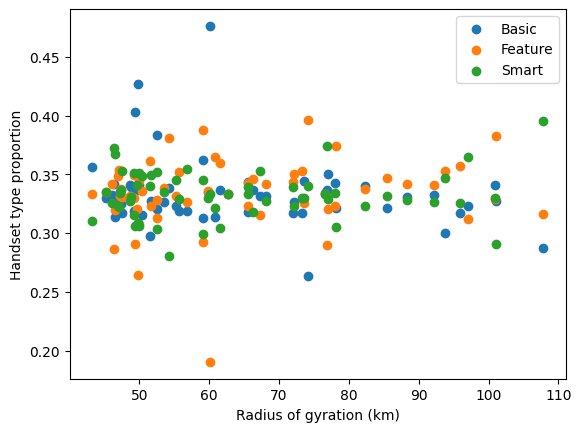 Basic
Feature
Smart
Handset type proportion
0.45
0.40
0.35
0.30
0.25
0.20
50 60 70 80 90 100 110
Radius of gyration (km)